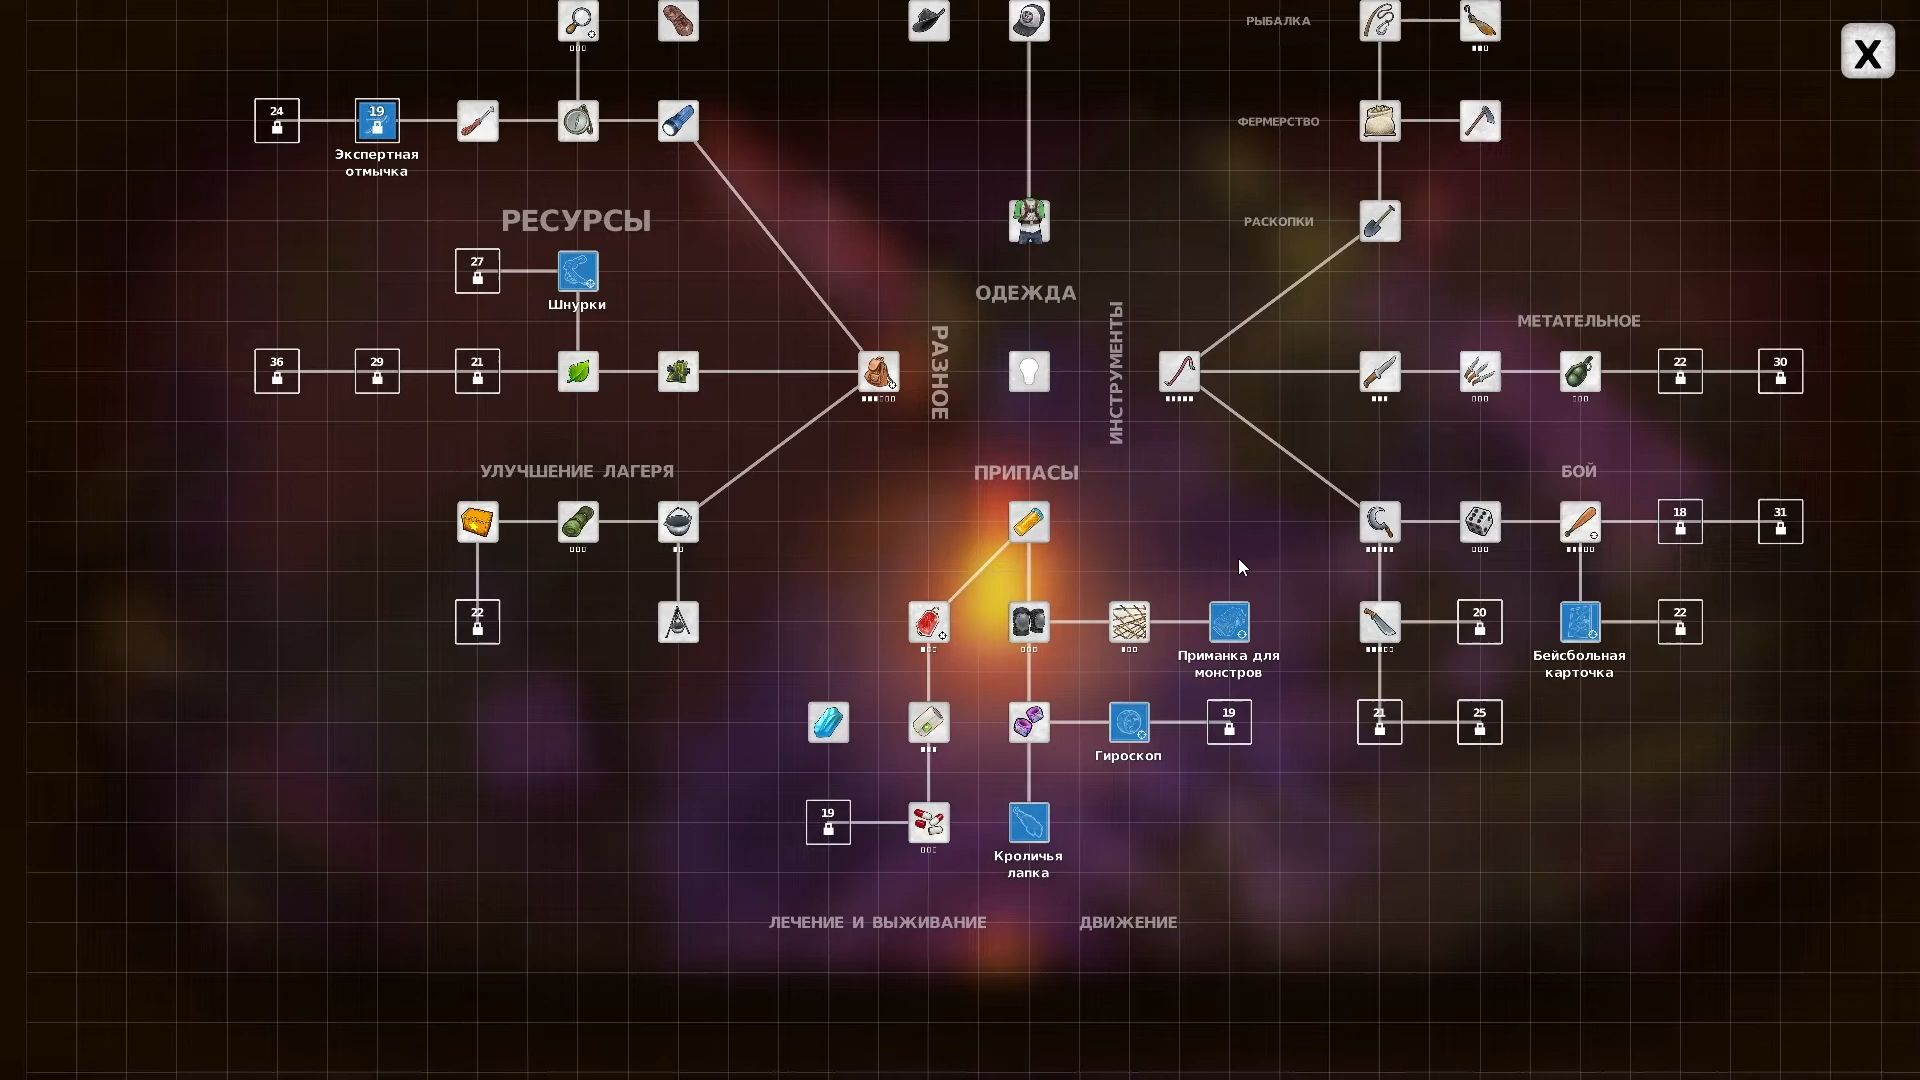 X
РЫБАЛКА
24
19
ФЕРМЕРСТВО
Экспертная
отмычка
РЕСУРСЫ
РАСКОПКИ
27
ОДЕЖДА
Шнурки
МЕТАТЕЛЬНОЕ
РАЗНОЕ
ИНСТРУМЕНТЫ
36
29
21
22
30
УЛУЧШЕНИЕ ЛАГЕРЯ
ПРИПАСЫ
БОЙ
18
31
22
20
22
Приманка для
монстров
Бейсбольная
карточка
19
21
25
Гироскоп
19
Кроличья
лапка
ЛЕЧЕНИЕ И ВЫЖИВАНИЕ
ДВИЖЕНИЕ